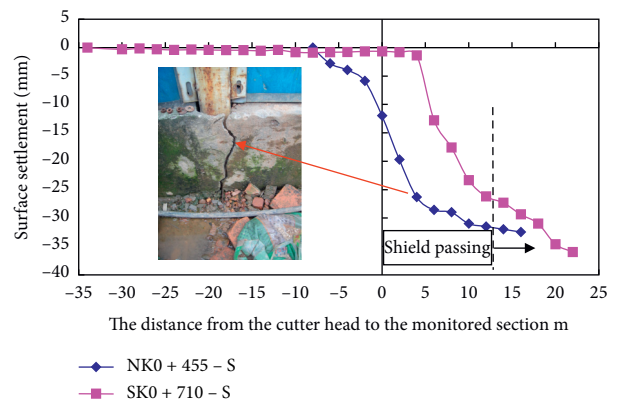 5
0
–5
–10
–15
–20
–25
–30
–35
–40
Surface settlement (mm)
Shield passing
–35 –30 –25 –20 –15 –10 –5 0 5 10 15 20 25
The distance from the cutter head to the monitored section m
NK0 + 455 – S
SK0 + 710 – S